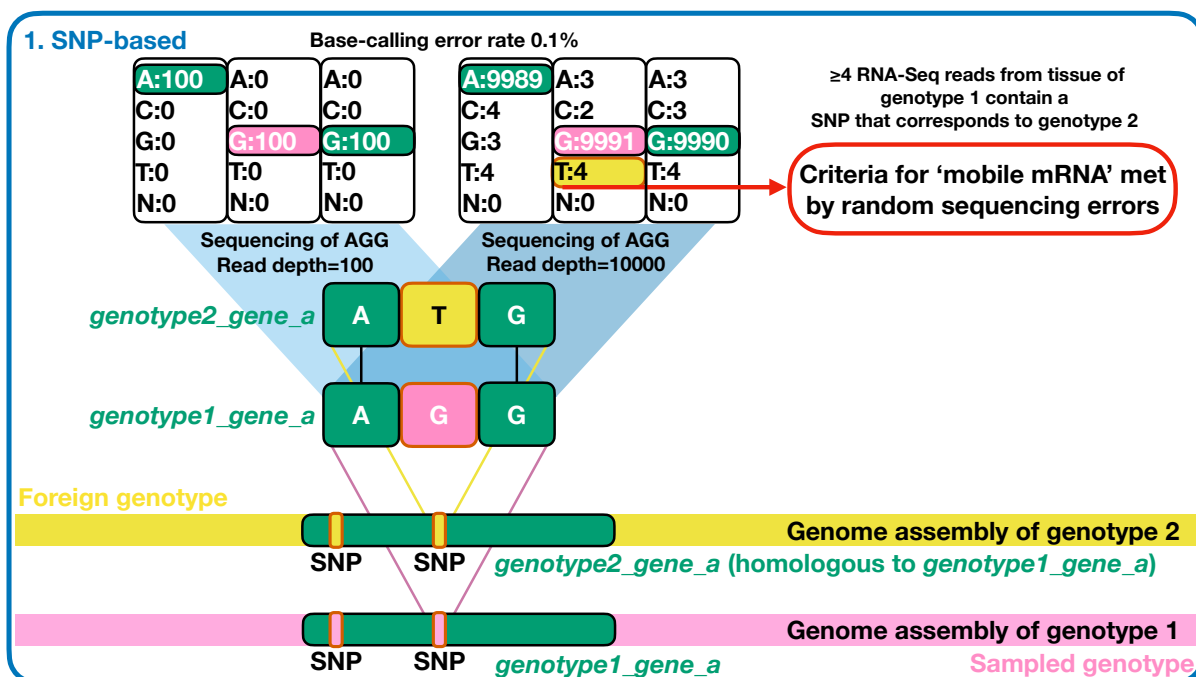 1. SNP-based
Base-calling error rate 0.1%
A:100 A:0 A:0
C:0 C:0 C:0
G:0 G:100 G:100
T:0 T:0 T:0
N:0 N:0 N:0
A:9989 A:3 A:3
C:4 C:2 C:3
G:3 G:9991 G:9990
T:4 T:4 T:4
N:0 N:0 N:0
≥4 RNA-Seq reads from tissue of
genotype 1 contain a
SNP that corresponds to genotype 2
Criteria for ‘mobile mRNA’ met
by random sequencing errors
Sequencing of AGG
Read depth=100
Sequencing of AGG
Read depth=10000
genotype2_gene_a A T G
genotype1_gene_a A G G
Foreign genotype
Genome assembly of genotype 2
SNP SNP
genotype2_gene_a (homologous to genotype1_gene_a)
Genome assembly of genotype 1
SNP SNP
genotype1_gene_a
Sampled genotype